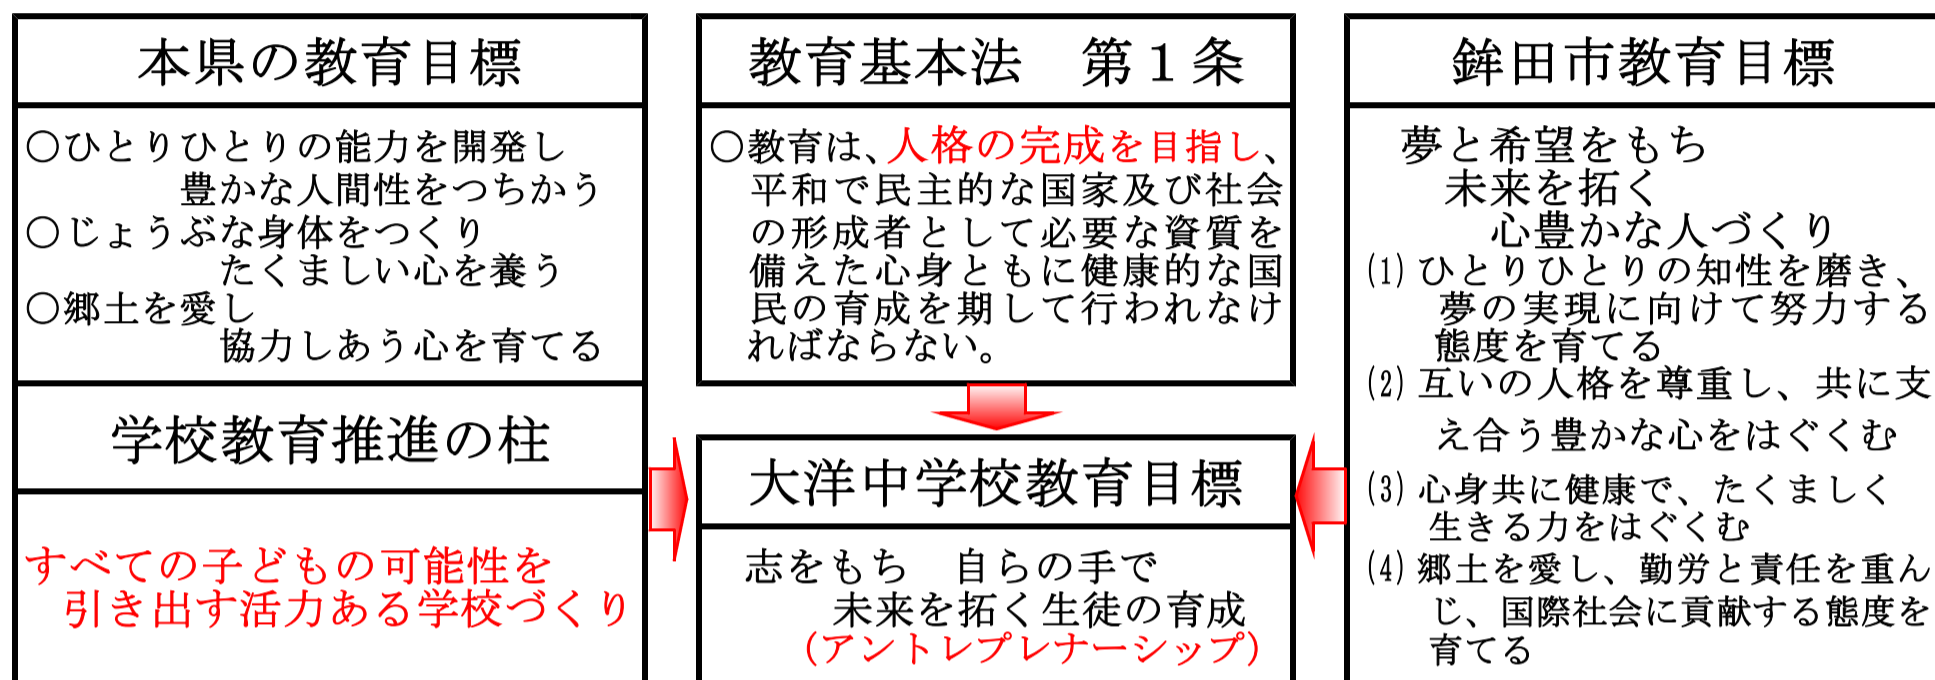 本県の教育目標
○ひとりひとりの能力を開発し
豊かな人間性をつちかう
○じょうぶな身体をつくり
たくましい心を養う
○郷土を愛し
協力しあう心を育てる
学校教育推進の柱
すべての子どもの可能性を
引き出す活力ある学校づくり
教育基本法　第１条
○教育は、人格の完成を目指し、
平和で民主的な国家及び社会
の形成者として必要な資質を
備えた心身ともに健康的な国
民の育成を期して行われなけ
ればならない。
大洋中学校教育目標
志をもち　自らの手で
未来を拓く生徒の育成
（アントレプレナーシップ）
鉾田市教育目標
夢と希望をもち
未来を拓く
心豊かな人づくり
(1) ひとりひとりの知性を磨き、
夢の実現に向けて努力する
態度を育てる
(2) 互いの人格を尊重し、共に支
え合う豊かな心をはぐくむ
(3) 心身共に健康で、たくましく
生きる力をはぐくむ
(4) 郷土を愛し、勤労と責任を重ん
じ、国際社会に貢献する態度を
育てる